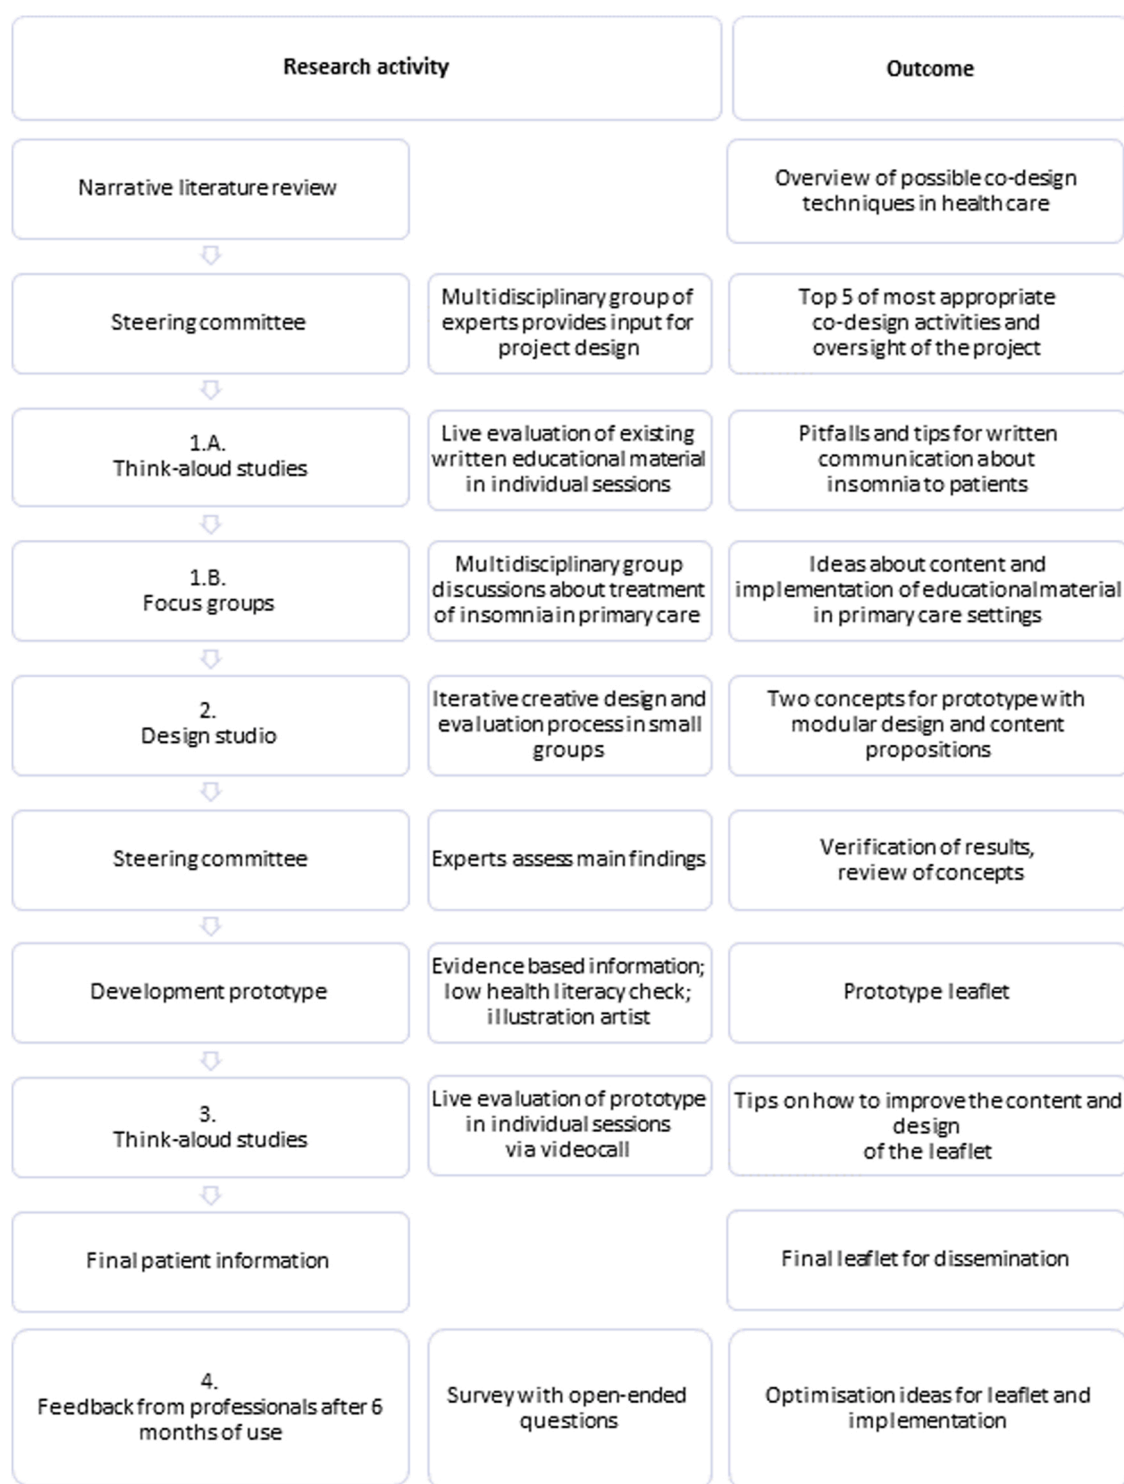 Research activity
Outcome
Narrative literature review
Overview of possible co-design
techniques in health care
Steering committee
Multidisciplinary group of
experts provides input for
project design
Top 5 of most appropriate
co-design activities and
oversight of the project
1.A.
Think-aloud studies
Live evaluation of existing
written educational material
in individual sessions
Pitfalls and tips for written
communication about
insomnia to patients
1.B.
Focus groups
Multidisciplinary group
discussions about treatment
of insomnia in primary care
Ideas about content and
implementation of educational material
in primary care settings
2.
Design studio
Iterative creative design and
evaluation process in small
groups
Two concepts for prototype with
modular design and content
propositions
Steering committee
Experts assess main findings
Verification of results,
review of concepts
Development prototype
Evidence based information;
low health literacy check;
illustration artist
Prototype leaflet
3.
Think-aloud studies
Live evaluation of prototype
in individual sessions
via videocall
Tips on how to improve the content and
design
of the leaflet
Final patient information
Final leaflet for dissemination
4.
Feedback from professionals after 6
months of use
Survey with open-ended
questions
Optimisation ideas for leaflet and
implementation